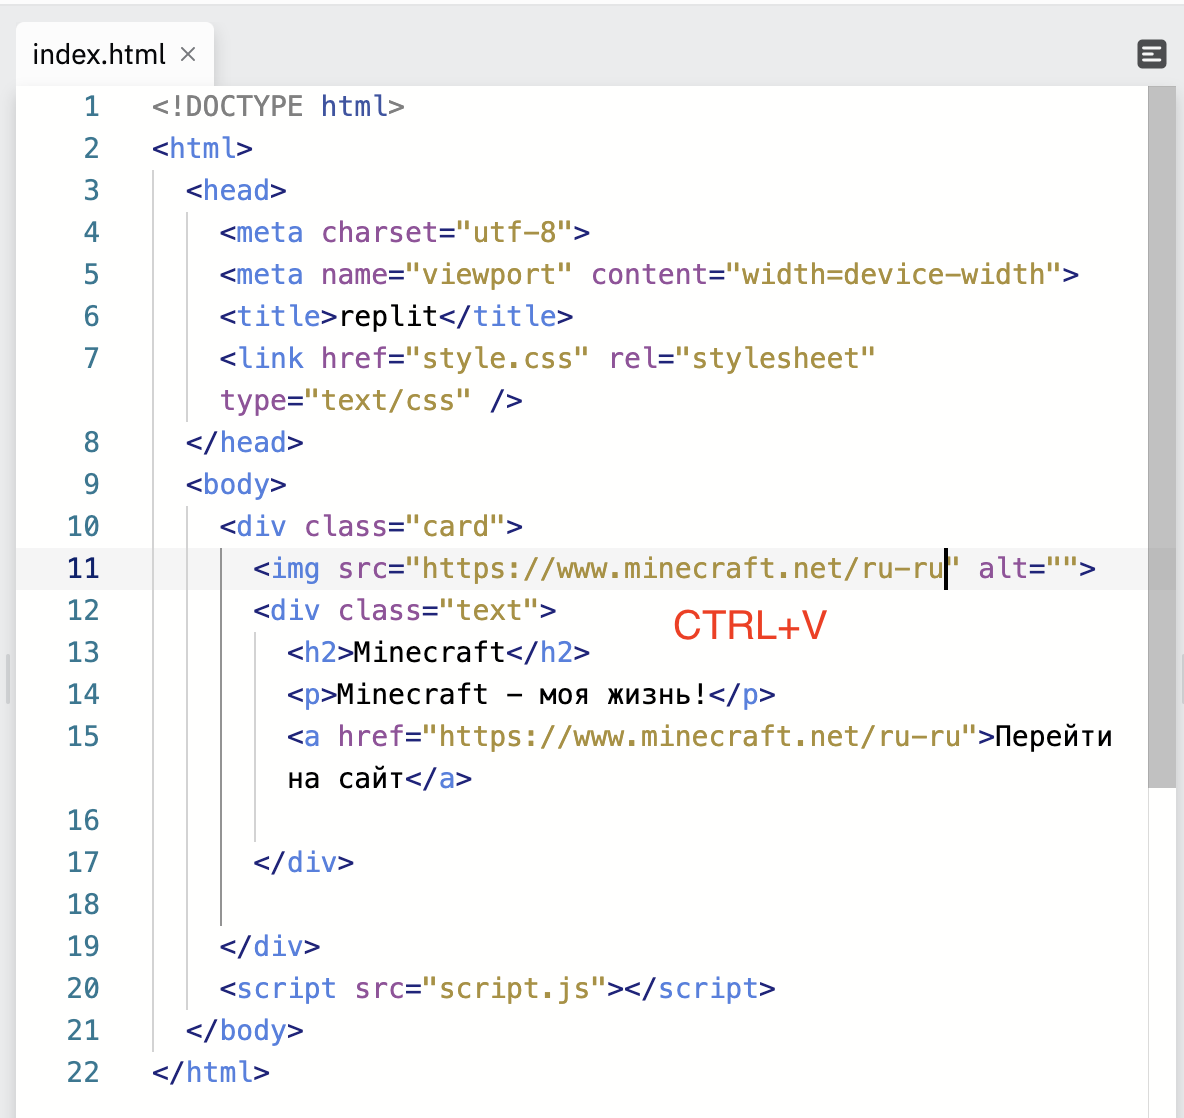 index.html ×
1 <!DOCTYPE html>
2 <html>
3 <head>
4 <meta charset="utf-8">
5 <meta name="viewport" content="width=device-width">
6 <title>replit</title>
7 <link href="style.css" rel="stylesheet"
type="text/css" />
8 </head>
9 <body>
10 <div class="card">
11 <img src="https://www.minecraft.net/ru-ru" alt="">
12 <div class="text">
CTRL+V
13 <h2>Minecraft</h2>
14 <p>Minecraft - моя жизнь!</p>
15 <a href="https://www.minecraft.net/ru-ru">Перейти
на сайт</a>
16
17 </div>
18
19 </div>
20 <script src="script.js"></script>
21 </body>
22 </html>